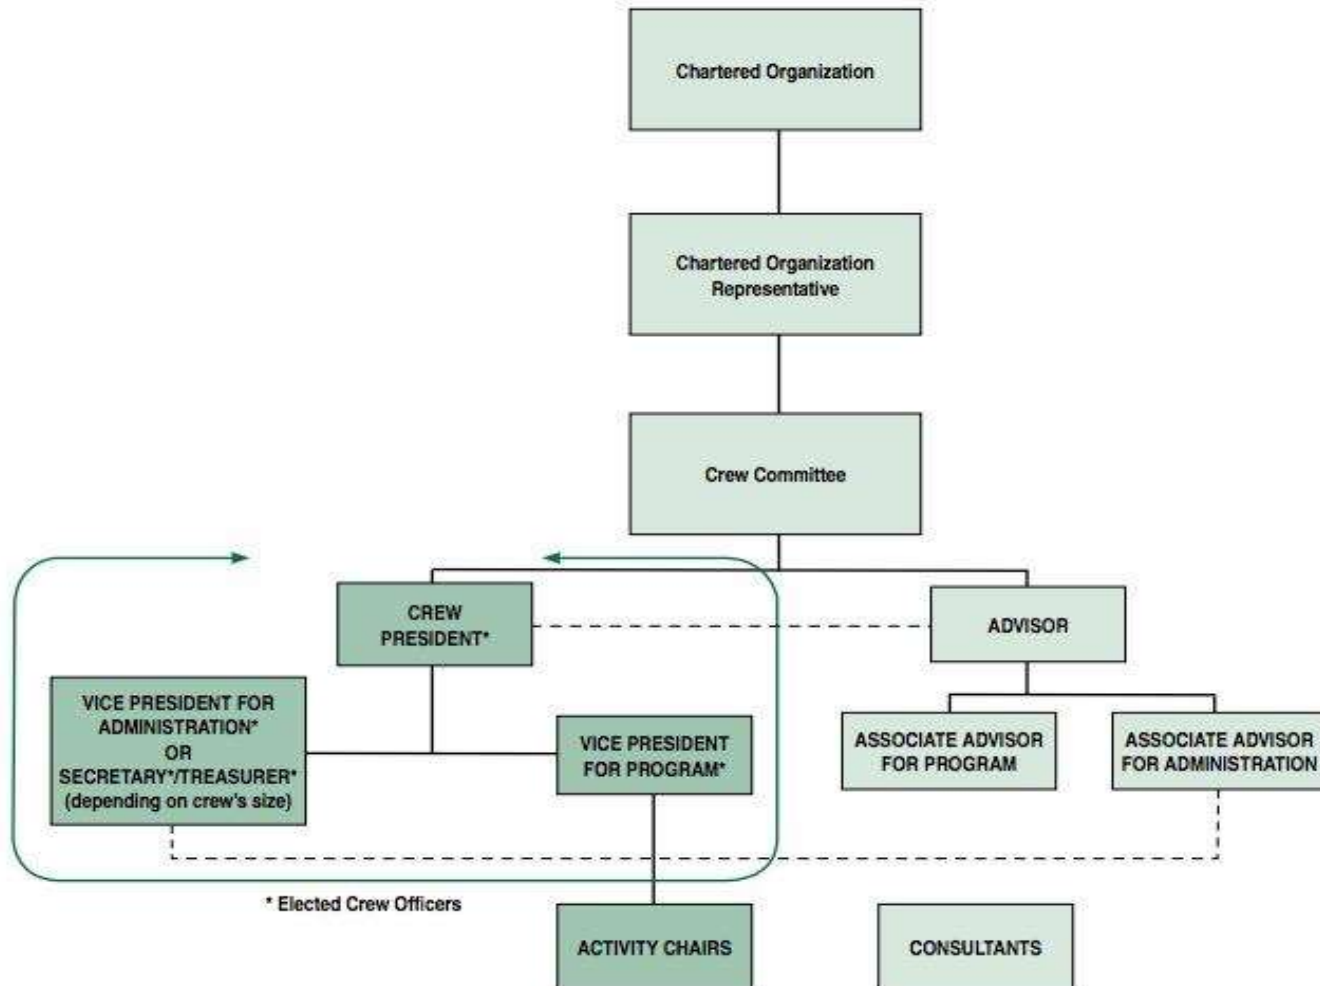 Chartered Organization
Chartered Organization
Representative
Crew Committee
CREW
PRESIDENT*
ADVISOR
VICE PRESIDENT FOR
ADMINISTRATION*
OR
SECRETARY*/TREASURER*
(depending on crew's size)
VICE PRESIDENT
FOR PROGRAM*
ASSOCIATE ADVISOR
FOR PROGRAM
ASSOCIATE ADVISOR
FOR ADMINISTRATION
* Elected Crew Officers
ACTIVITY CHAIRS
CONSULTANTS